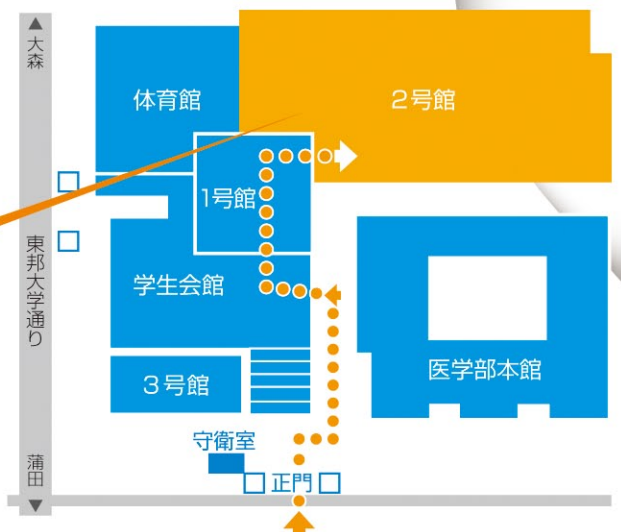 ▲大森
体育館
2号館
1号館
東邦大学通り
学生会館
3号館
医学部本館
守衛室
正門
蒲田▼